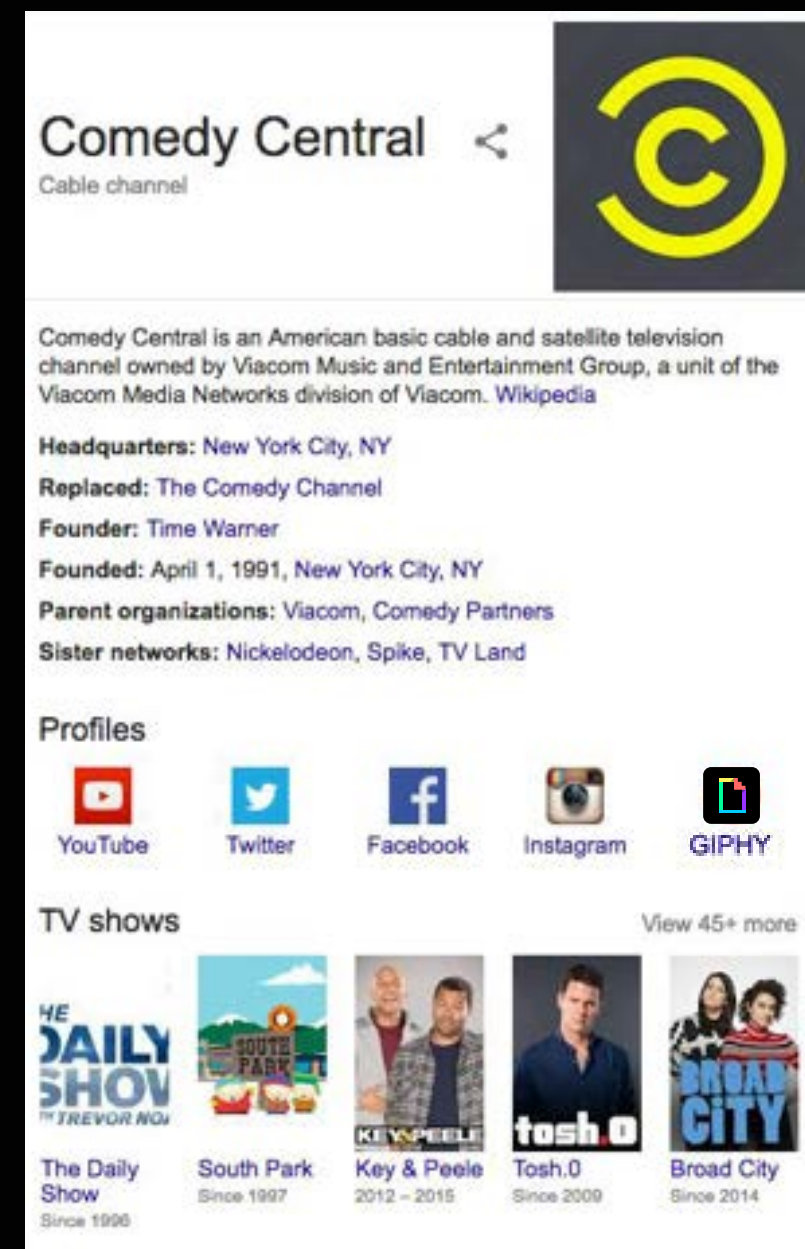 Comedy Central
Cable channel
Comedy Central is an American basic cable and satellite television
channel owned by Viacom Music and Entertainment Group, a unit of the
Viacom Media Networks division of Viacom. Wikipedia
Headquarters: New York City, NY
Replaced: The Comedy Channel
Founder: Time Warner
Founded: April 1, 1991, New York City, NY
Parent organizations: Viacom, Comedy Partners
Sister networks: Nickelodeon, Spike, TV Land
Profiles
YouTube Twitter Facebook Instagram GIPHY
TV shows View 45+ more
HE
DAILY
SHOW
TREVOR NOA
SOUTH
PARK
KEY & PEELE
tosh.0
BROAD
CITY
The Daily
Show
Since 1996
South Park
Since 1997
Key & Peele
2012 – 2015
Tosh.0
Since 2009
Broad City
Since 2014